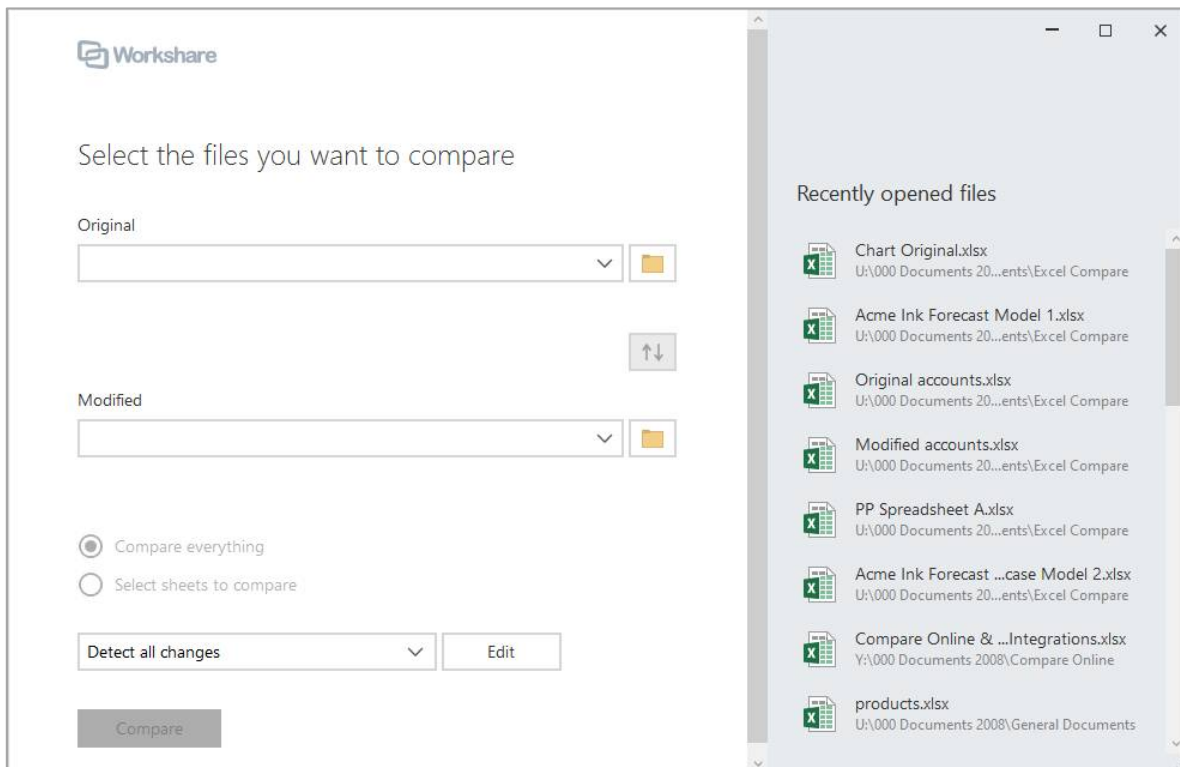 Workshare
Select the files you want to compare
Original
Modified
Compare everything
Select sheets to compare
Detect all changes
Edit
Compare
Recently opened files
Chart Original.xlsx
U:\000 Documents 20...ents\Excel Compare
Acme Ink Forecast Model 1.xlsx
U:\000 Documents 20...ents\Excel Compare
Original accounts.xlsx
U:\000 Documents 20...ents\Excel Compare
Modified accounts.xlsx
U:\000 Documents 20...ents\Excel Compare
PP Spreadsheet A.xlsx
U:\000 Documents 20...ents\Excel Compare
Acme Ink Forecast ...case Model 2.xlsx
U:\000 Documents 20...ents\Excel Compare
Compare Online & ...Integrations.xlsx
Y:\000 Documents 2008\Compare Online
products.xlsx
U:\000 Documents 2008\General Documents